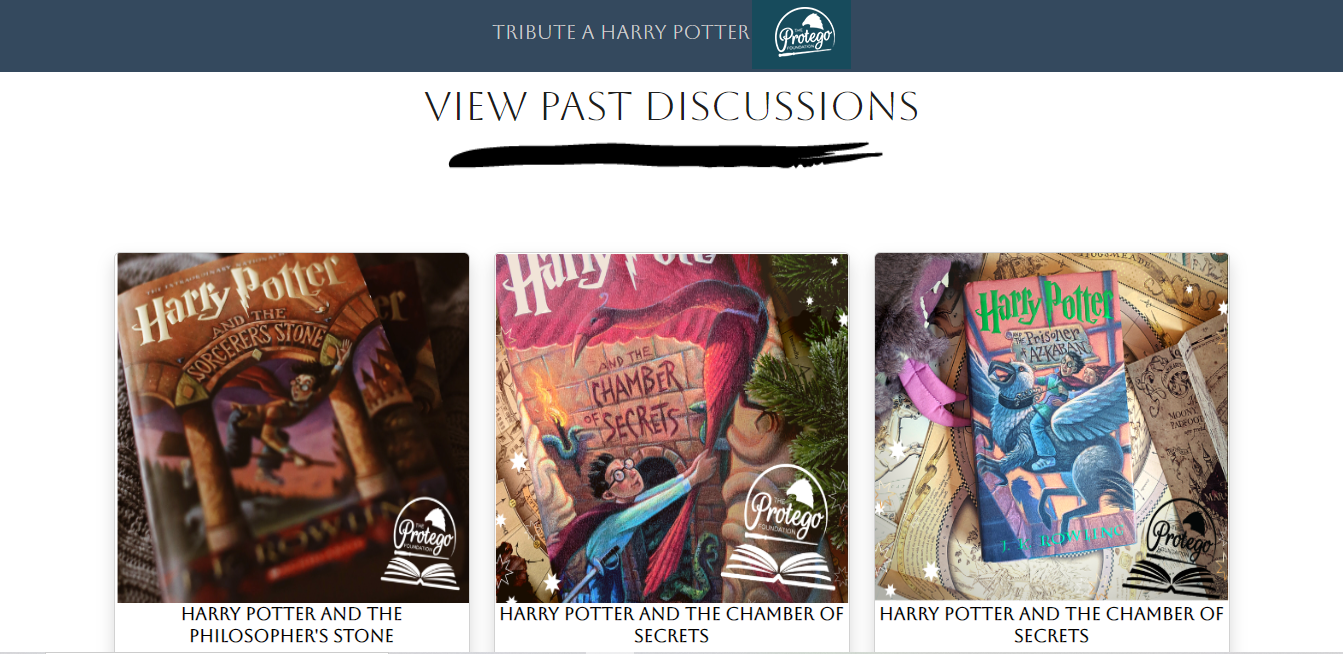 TRIBUTE A HARRY POTTER
THE
Protego
FOUNDATION
VIEW PAST DISCUSSIONS
Harry Potter
AND THE
SORCERER'S STONE
ROWLING
THE
Protego
FOUNDATION
HARRY POTTER AND THE
PHILOSOPHER'S STONE
Harry Pott
AND THE
CHAMBER
OF SECRETS
THE
Protego
FOUNDATION
HARRY POTTER AND THE CHAMBER OF
SECRETS
Harry Potter
AND THE Prisoner
OF AZKABAN
J. K. ROWLING
MOONY
PADFOOT
THE
Protego
FOUNDATION
HARRY POTTER AND THE CHAMBER OF
SECRETS